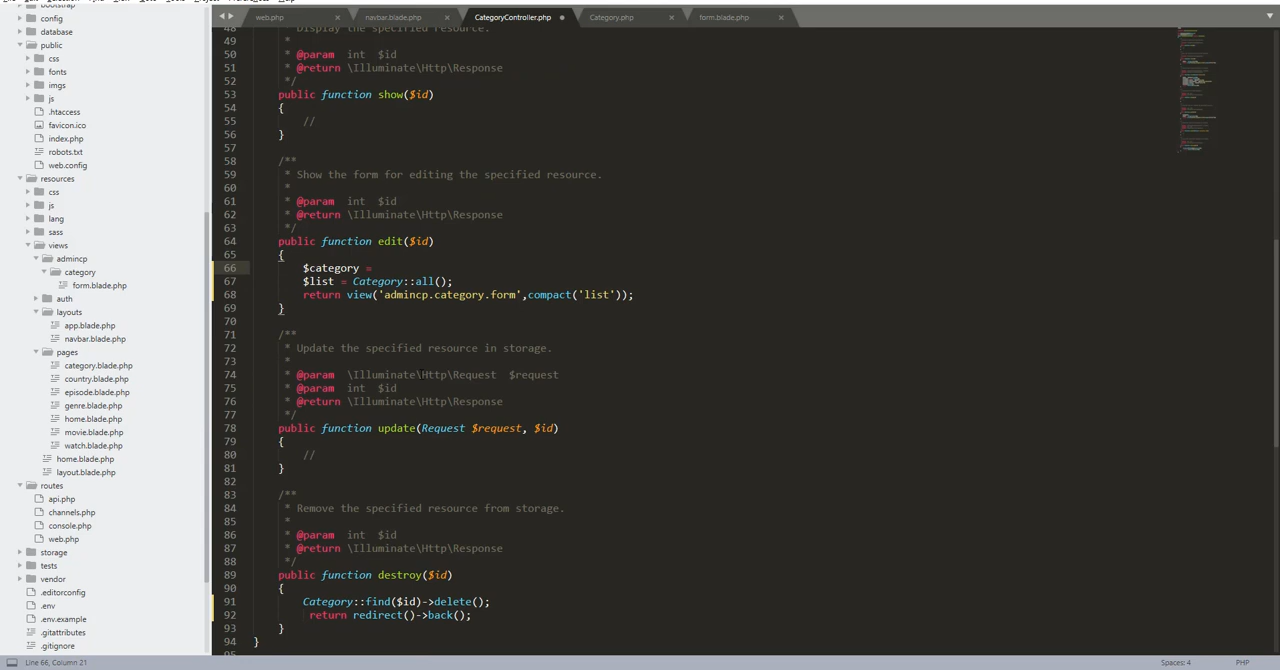 web.php
navbar.blade.php
CategoryController.php
Category.php
form.blade.php
database
public
css
fonts
imgs
js
.htaccess
favicon.ico
index.php
robots.txt
web.config
resources
css
js
lang
sass
views
admincp
category
form.blade.php
auth
layouts
app.blade.php
navbar.blade.php
pages
category.blade.php
country.blade.php
episode.blade.php
genre.blade.php
home.blade.php
movie.blade.php
watch.blade.php
home.blade.php
layout.blade.php
routes
api.php
channels.php
console.php
web.php
storage
tests
vendor
.editorconfig
.env
.env.example
.gitattributes
.gitignore
48 * Display the specified resource.
49 *
50 * @param int $id
51 * @return \Illuminate\Http\Response
52 */
53 public function show($id)
54 {
55 //
56 }
57
58 /**
59 * Show the form for editing the specified resource.
60 *
61 * @param int $id
62 * @return \Illuminate\Http\Response
63 */
64 public function edit($id)
65 {
66 $category =
67 $list = Category::all();
68 return view('admincp.category.form',compact('list'));
69 }
70
71 /**
72 * Update the specified resource in storage.
73 *
74 * @param \Illuminate\Http\Request $request
75 * @param int $id
76 * @return \Illuminate\Http\Response
77 */
78 public function update(Request $request, $id)
79 {
80 //
81 }
82
83 /**
84 * Remove the specified resource from storage.
85 *
86 * @param int $id
87 * @return \Illuminate\Http\Response
88 */
89 public function destroy($id)
90 {
91 Category::find($id)->delete();
92 return redirect()->back();
93 }
94 }
Line 66, Column 21
Spaces: 4
PHP